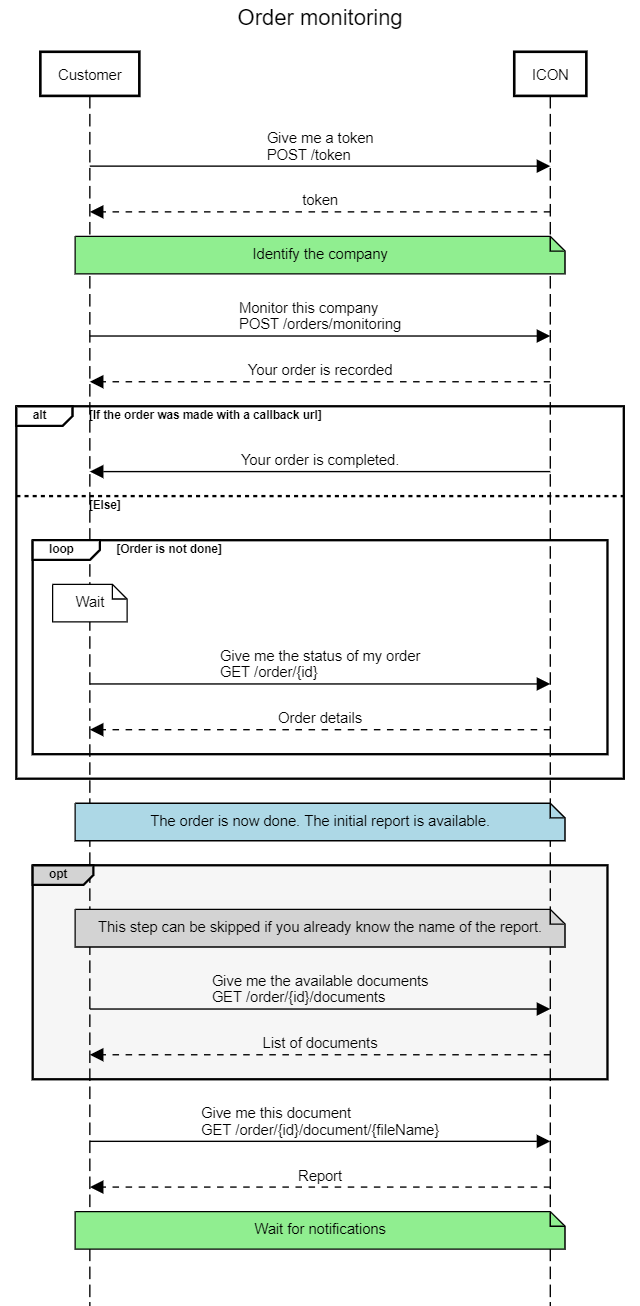 Order monitoring
Customer
ICON
Give me a token
POST /token
token
Identify the company
Monitor this company
POST /orders/monitoring
Your order is recorded
alt
[If the order was made with a callback url]
Your order is completed.
[Else]
loop
[Order is not done]
Wait
Give me the status of my order
GET /order/{id}
Order details
The order is now done. The initial report is available.
opt
This step can be skipped if you already know the name of the report.
Give me the available documents
GET /order/{id}/documents
List of documents
Give me this document
GET /order/{id}/document/{fileName}
Report
Wait for notifications